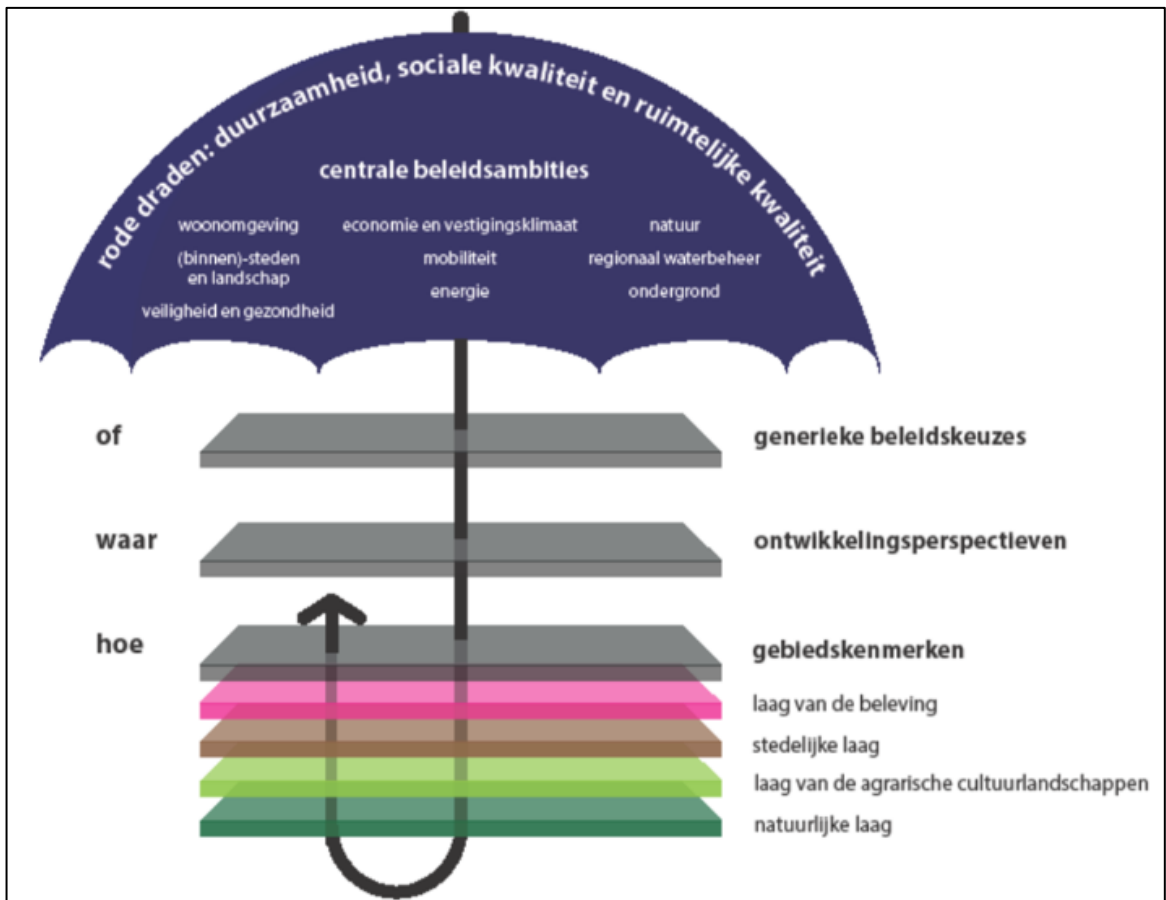 rode draden: duurzaamheid, sociale kwaliteit en ruimtelijke kwaliteit
centrale beleidsambities
woonomgeving
(binnen)-steden
en landschap
veiligheid en gezondheid
economie en vestigingsklimaat
mobiliteit
energie
natuur
regionaal waterbeheer
ondergrond
of
generieke beleidskeuzes
waar
ontwikkelingsperspectieven
hoe
gebiedskenmerken
laag van de beleving
stedelijke laag
laag van de agrarische cultuurlandschappen
natuurlijke laag